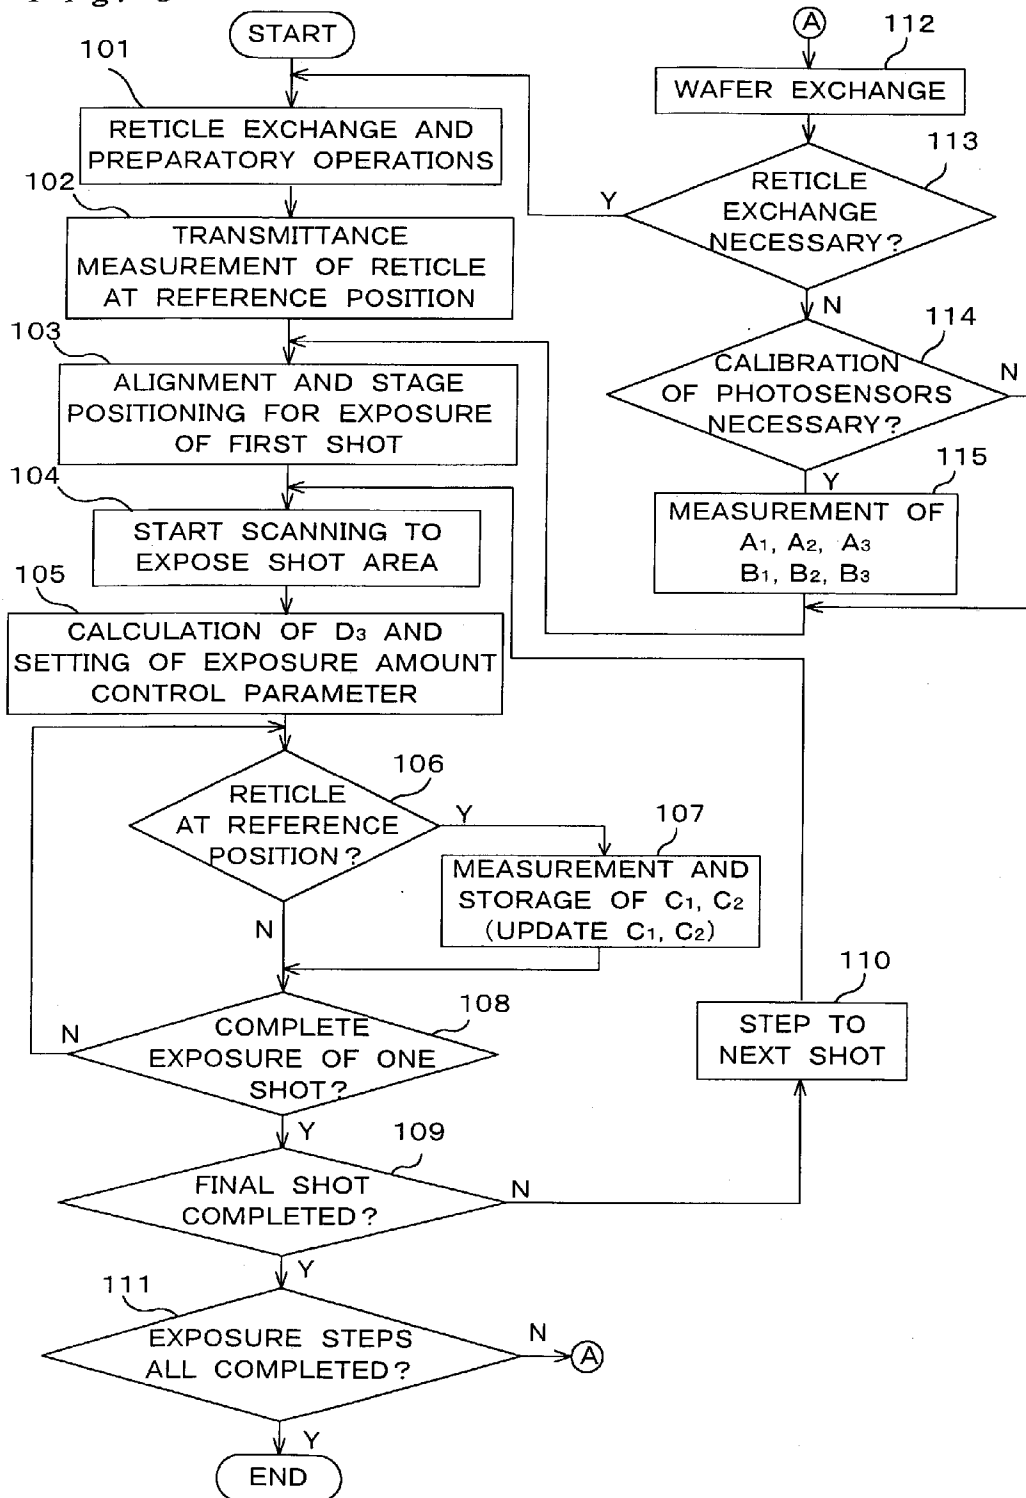 START
101
RETICLE EXCHANGE AND
PREPARATORY OPERATIONS
102
TRANSMITTANCE
MEASUREMENT OF RETICLE
AT REFERENCE POSITION
103
ALIGNMENT AND STAGE
POSITIONING FOR EXPOSURE
OF FIRST SHOT
104
START SCANNING TO
EXPOSE SHOT AREA
105
CALCULATION OF D3 AND
SETTING OF EXPOSURE AMOUNT
CONTROL PARAMETER
106
RETICLE
AT REFERENCE
POSITION?
Y
N
107
MEASUREMENT AND
STORAGE OF C1, C2
(UPDATE C1, C2)
108
COMPLETE
EXPOSURE OF ONE
SHOT?
N
Y
109
FINAL SHOT
COMPLETED?
N
Y
110
STEP TO
NEXT SHOT
111
EXPOSURE STEPS
ALL COMPLETED?
N
A
Y
END
A
112
WAFER EXCHANGE
113
RETICLE
EXCHANGE
NECESSARY?
Y
N
114
CALIBRATION
OF PHOTOSENSORS
NECESSARY?
N
Y
115
MEASUREMENT OF
A1, A2, A3
B1, B2, B3